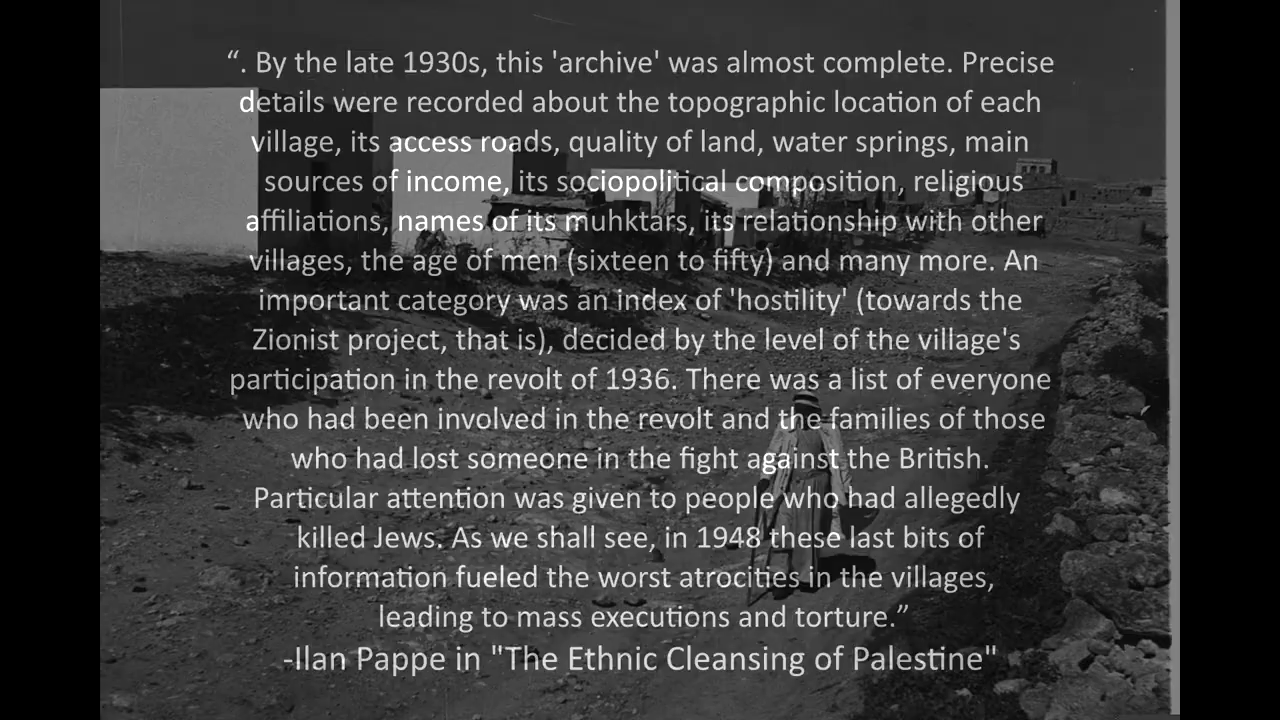 “. By the late 1930s, this 'archive' was almost complete. Precise
details were recorded about the topographic location of each
village, its access roads, quality of land, water springs, main
sources of income, its sociopolitical composition, religious
affiliations, names of its muhktars, its relationship with other
villages, the age of men (sixteen to fifty) and many more. An
important category was an index of 'hostility' (towards the
Zionist project, that is), decided by the level of the village's
participation in the revolt of 1936. There was a list of everyone
who had been involved in the revolt and the families of those
who had lost someone in the fight against the British.
Particular attention was given to people who had allegedly
killed Jews. As we shall see, in 1948 these last bits of
information fueled the worst atrocities in the villages,
leading to mass executions and torture.”
-Ilan Pappe in "The Ethnic Cleansing of Palestine"